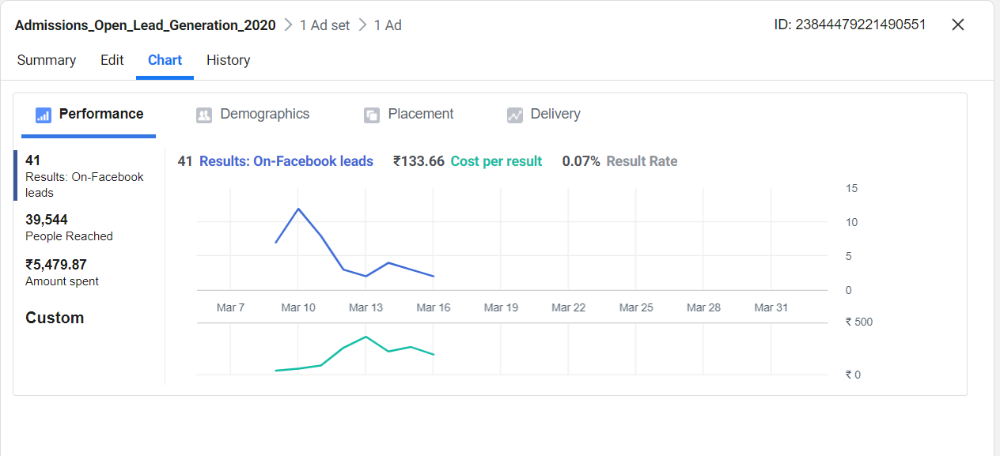 Admissions_Open_Lead_Generation_2020 > 1 Ad set > 1 Ad
ID: 23844479221490551
Summary Edit Chart History
Performance Demographics Placement Delivery
41
Results: On-Facebook
leads
39,544
People Reached
₹5,479.87
Amount spent
Custom
41 Results: On-Facebook leads ₹133.66 Cost per result 0.07% Result Rate
15
10
5
0
Mar 7 Mar 10 Mar 13 Mar 16 Mar 19 Mar 22 Mar 25 Mar 28 Mar 31
₹ 500
₹ 0